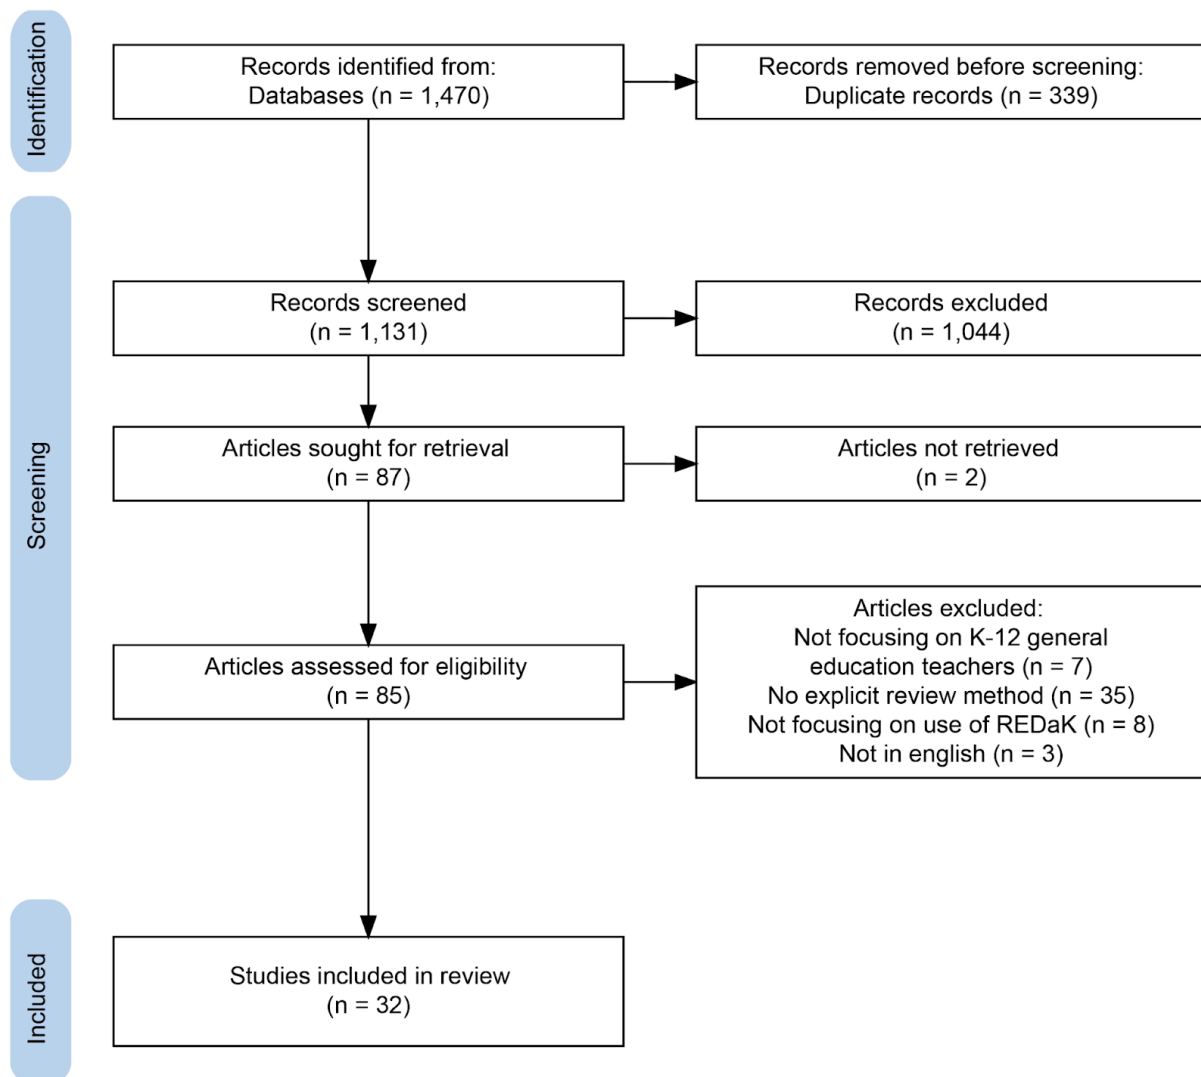 Identification
Records identified from:
Databases (n = 1,470)
Records removed before screening:
Duplicate records (n = 339)
Screening
Records screened
(n = 1,131)
Records excluded
(n = 1,044)
Articles sought for retrieval
(n = 87)
Articles not retrieved
(n = 2)
Articles assessed for eligibility
(n = 85)
Articles excluded:
Not focusing on K-12 general
education teachers (n = 7)
No explicit review method (n = 35)
Not focusing on use of REDaK (n = 8)
Not in english (n = 3)
Included
Studies included in review
(n = 32)